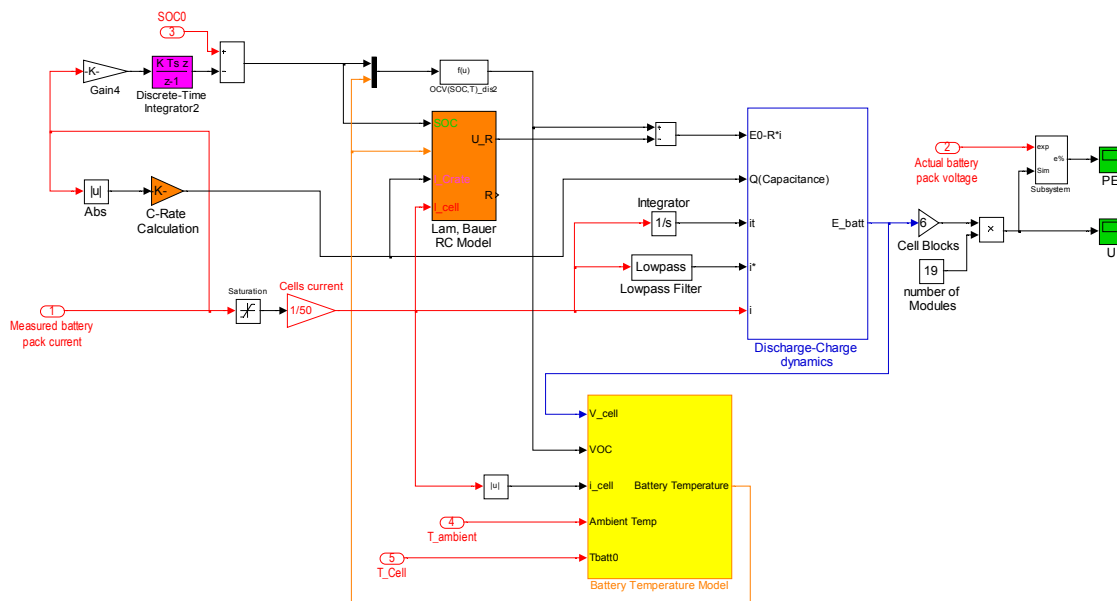 SOC0
3
+
-
-K-
Gain4
K Ts z
z-1
Discrete-Time
Integrator2
f(u)
OCV(SOC,T)_dis2
SOC
U_R
I_Crate
R
I_cell
Lam, Bauer
RC Model
+
-
|u|
Abs
K-
C-Rate
Calculation
E0-R*i
Q(Capacitance)
it
i*
i
E_batt
Discharge-Charge
dynamics
Integrator
1/s
Lowpass
Lowpass Filter
2
Actual battery
pack voltage
exp
Sim
e%
Subsystem
PE
6
Cell Blocks
×
U
19
number of
Modules
1
Measured battery
pack current
Saturation
Cells current
1/50
V_cell
VOC
i_cell
Battery Temperature
Ambient Temp
Tbatt0
Battery Temperature Model
|u|
4
T_ambient
5
T_Cell